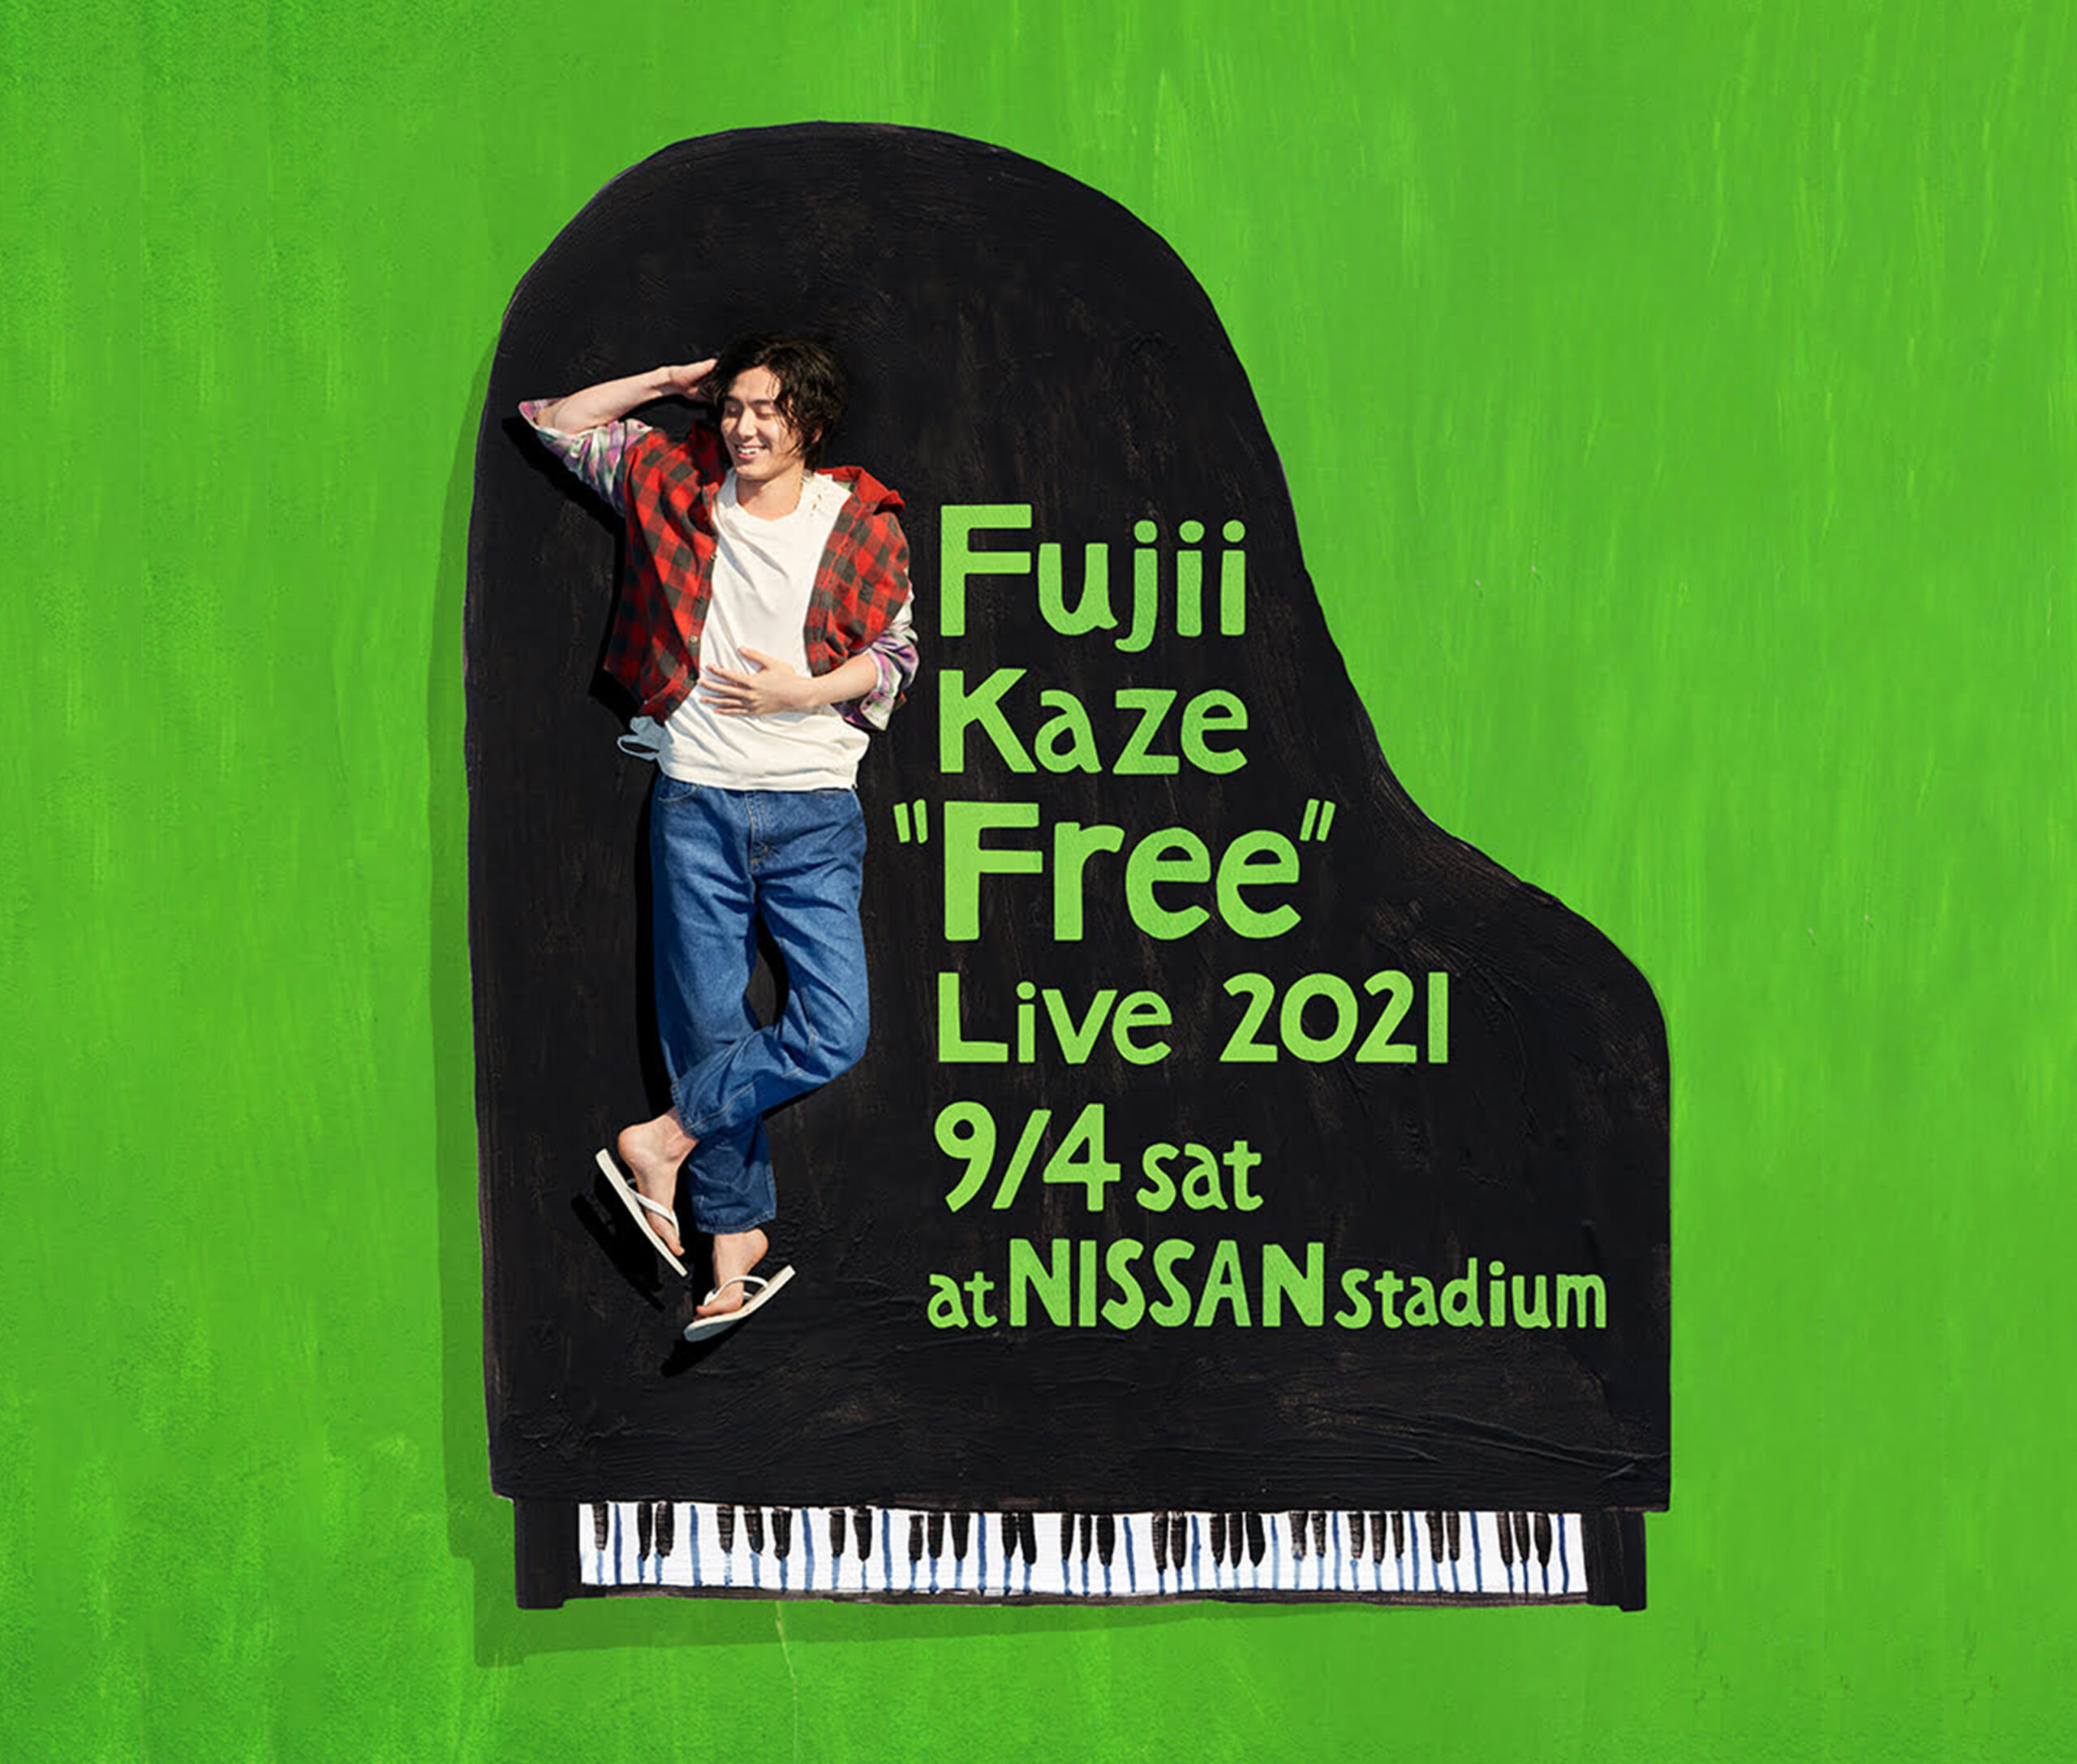 Fujii
Kaze
"Free"
Live 2021
9/4 sat
at NISSAN stadium